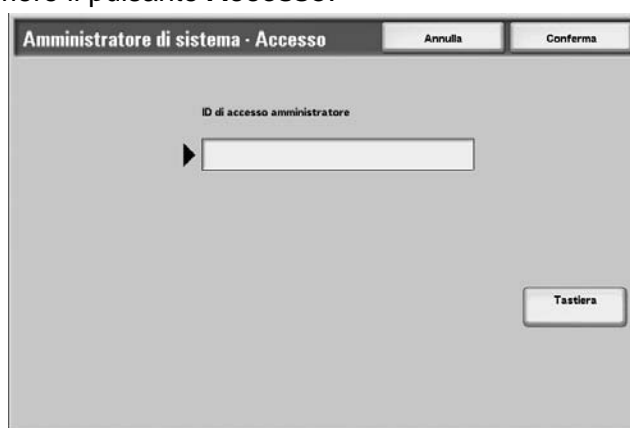 il pulsante Accesso.
Amministratore di sistema - Accesso Annulla Conferma
ID di accesso amministratore
Tastiera